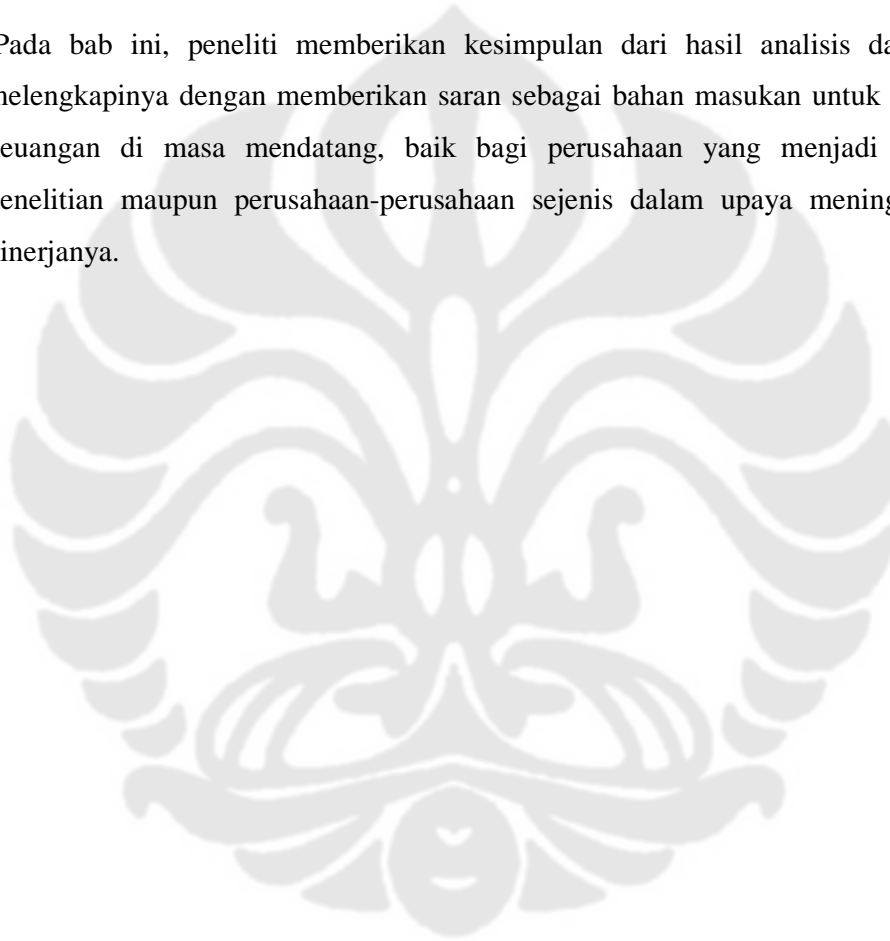 Pada bab ini, peneliti memberikan kesimpulan dari hasil analisis da
melengkapinya dengan memberikan saran sebagai bahan masukan untuk
euangan di masa mendatang, baik bagi perusahaan yang menjadi
enelitian maupun perusahaan-perusahaan sejenis dalam upaya mening
inerjanya.